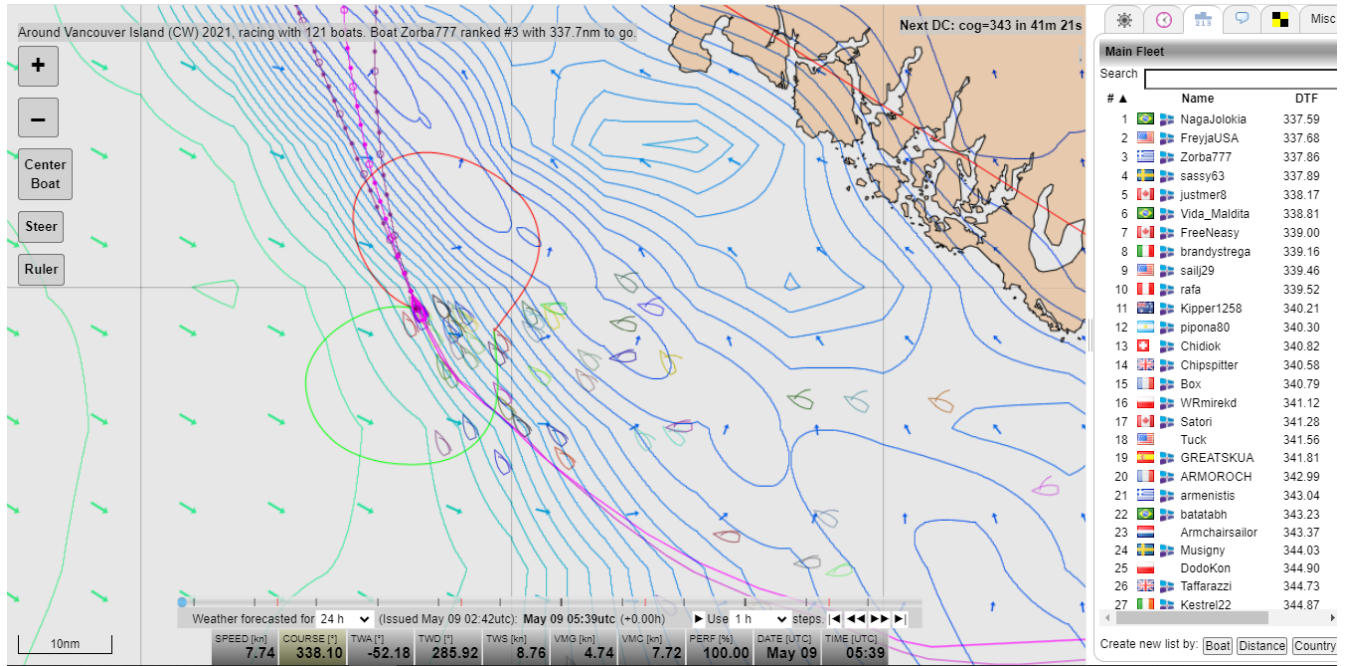 Misc
Around Vancouver Island (CW) 2021, racing with 121 boats. Boat Zorba777 ranked #3 with 337.7nm to go.
Next DC: cog=343 in 41m 21s
+
−
Center
Boat
Steer
Ruler
Main Fleet
Search
# ▲ Name DTF
1 NagaJolokia 337.59
2 FreyjaUSA 337.68
3 Zorba777 337.86
4 sassy63 337.89
5 justmer8 338.17
6 Vida_Maldita 338.81
7 FreeNeasy 339.00
8 brandystrega 339.16
9 sailj29 339.46
10 rafa 339.52
11 Kipper1258 340.21
12 pipona80 340.30
13 Chidiok 340.82
14 Chipspitter 340.58
15 Box 340.79
16 WRmirekd 341.12
17 Satori 341.28
18 Tuck 341.56
19 GREATSKUA 341.81
20 ARMOROCH 342.99
21 armenistis 343.04
22 batatabh 343.23
23 Armchairsailor 343.37
24 Musigny 344.03
25 DodoKon 344.90
26 Taffarazzi 344.73
27 Kestrel22 344.87
Create new list by: Boat Distance Country
Weather forecasted for 24 h (Issued May 09 02:42utc): May 09 05:39utc (+0.00h) Use 1 h steps.
10nm
SPEED [kn] COURSE [°] TWA [°] TWD [°] TWS [kn] VMG [kn] VMC [kn] PERF [%] DATE [UTC] TIME [UTC]
7.74 338.10 -52.18 285.92 8.76 4.74 7.72 100.00 May 09 05:39